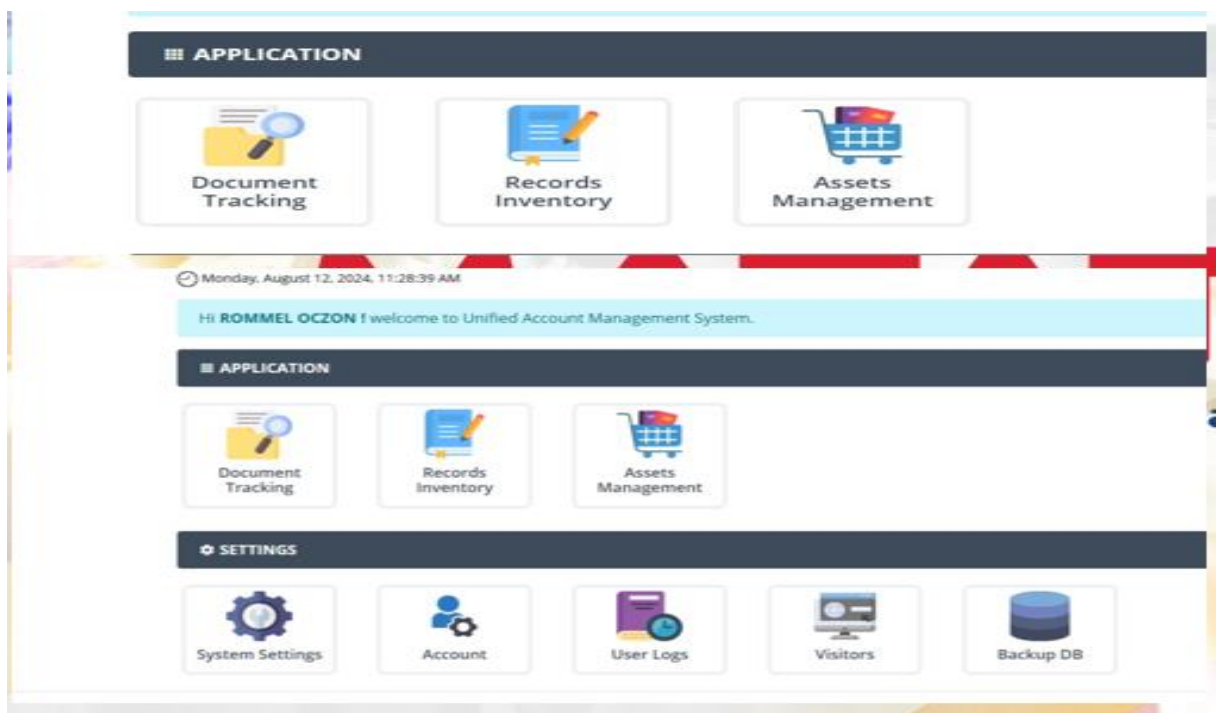 APPLICATION
Document
Tracking
Records
Inventory
Assets
Management
Monday, August 12, 2024, 11:28:39 AM
Hi ROMMEL OCZON ! welcome to Unified Account Management System.
APPLICATION
Document
Tracking
Records
Inventory
Assets
Management
SETTINGS
System Settings
Account
User Logs
Visitors
Backup DB